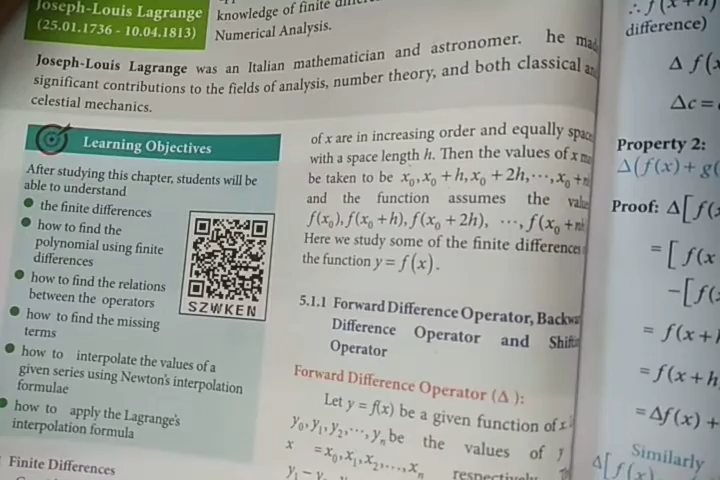 Joseph-Louis Lagrange
(25.01.1736 - 10.04.1813)
knowledge of finite
Numerical Analysis.
Joseph-Louis Lagrange was an Italian mathematician and astronomer. he
significant contributions to the fields of analysis, number theory, and both classical
celestial mechanics.
Learning Objectives
After studying this chapter, students will be
able to understand
the finite differences
how to find the
polynomial using finite
differences
how to find the relations
between the operators
how to find the missing
terms
how to interpolate the values of a
given series using Newton's interpolation
formulae
how to apply the Lagrange's
interpolation formula
SZWKEN
Finite Differences
of x are in increasing order and equally
with a space length h. Then the values of x
be taken to be x₀, x₀ + h, x₀ + 2h, ⋯, x₀ +
and the function assumes the
f(x₀), f(x₀ + h), f(x₀ + 2h), ⋯, f(x₀ +
Here we study some of the finite differences
the function y = f(x).
5.1.1 Forward Difference Operator,
Difference Operator and
Operator
Forward Difference Operator (Δ):
Let y = f(x) be a given function of x
y₀, y₁, y₂, ⋯, yₙ be the values of y
x = x₀, x₁, x₂, ⋯, xₙ respectively
difference)
Δ f(x
Δc =
Property 2:
Δ(f(x) + g(
Proof: Δ[f(x
= [f(x
−[f(
= f(x +
= f(x + h
= Δf(x) +
Similarly
Δ[f(x)